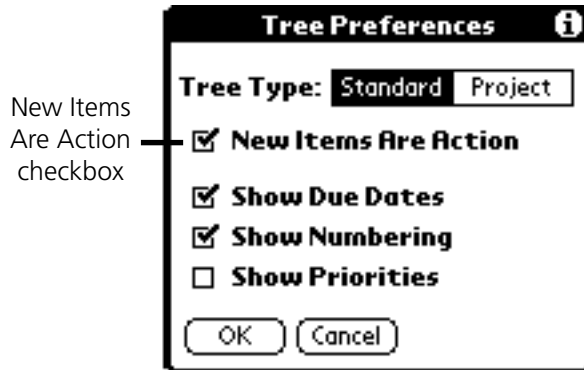 Tree Preferences
Tree Type: Standard Project
New Items
Are Action
checkbox
New Items Are Action
Show Due Dates
Show Numbering
Show Priorities
OK Cancel